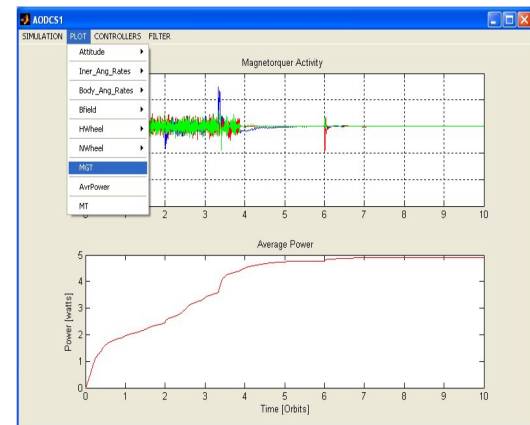 AODCS1
SIMULATION PLOT CONTROLLERS FILTER
Attitude
Iner_Ang_Rates
Body_Ang_Rates
Bfield
HWheel
NWheel
MGT
AvrPower
MT
Magnetorquer Activity
0 1 2 3 4 5 6 7 8 9 10
Average Power
5
4
3
2
1
0
Power [watts]
0 1 2 3 4 5 6 7 8 9 10
Time [Orbits]